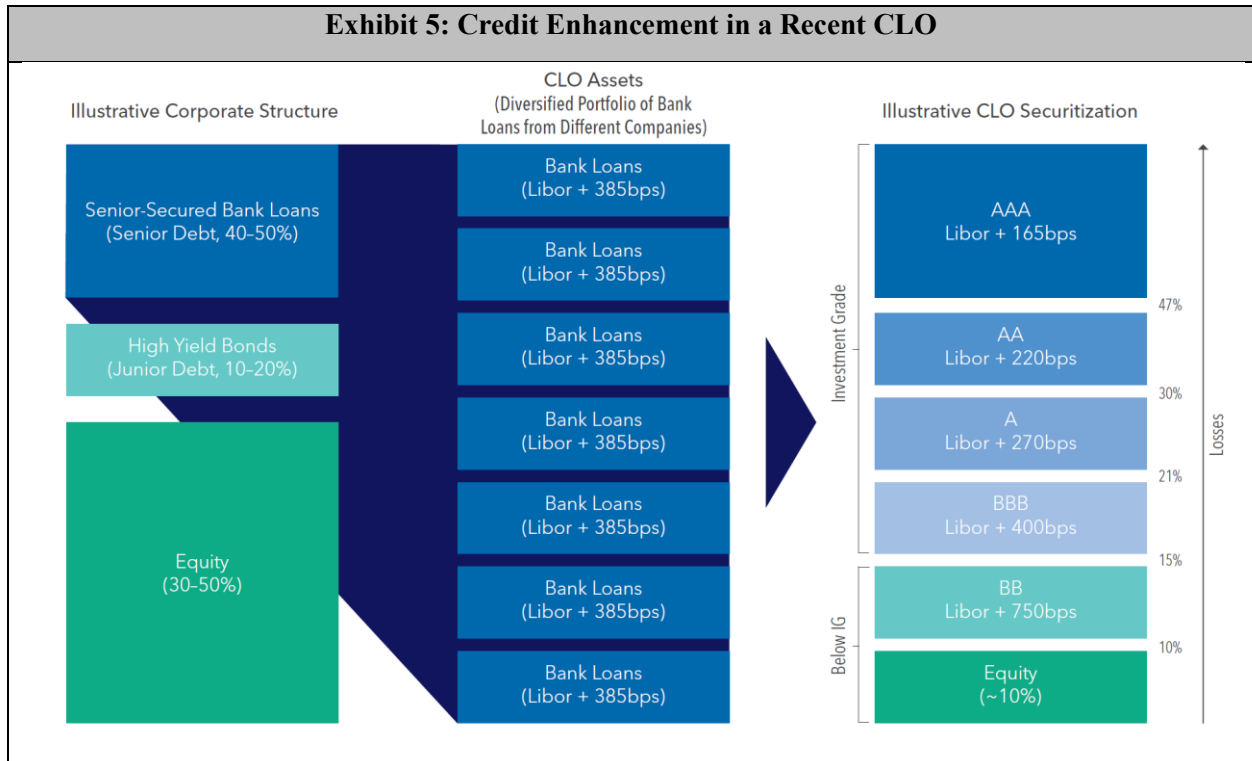 Exhibit 5: Credit Enhancement in a Recent CLO
Illustrative Corporate Structure
Senior-Secured Bank Loans
(Senior Debt, 40–50%)
High Yield Bonds
(Junior Debt, 10–20%)
Equity
(30–50%)
CLO Assets
(Diversified Portfolio of Bank
Loans from Different Companies)
Bank Loans
(Libor + 385bps)
Bank Loans
(Libor + 385bps)
Bank Loans
(Libor + 385bps)
Bank Loans
(Libor + 385bps)
Bank Loans
(Libor + 385bps)
Bank Loans
(Libor + 385bps)
Bank Loans
(Libor + 385bps)
Illustrative CLO Securitization
Investment Grade
AAA
Libor + 165bps
47%
AA
Libor + 220bps
30%
A
Libor + 270bps
21%
BBB
Libor + 400bps
15%
Below IG
BB
Libor + 750bps
10%
Equity
(~10%)
Losses